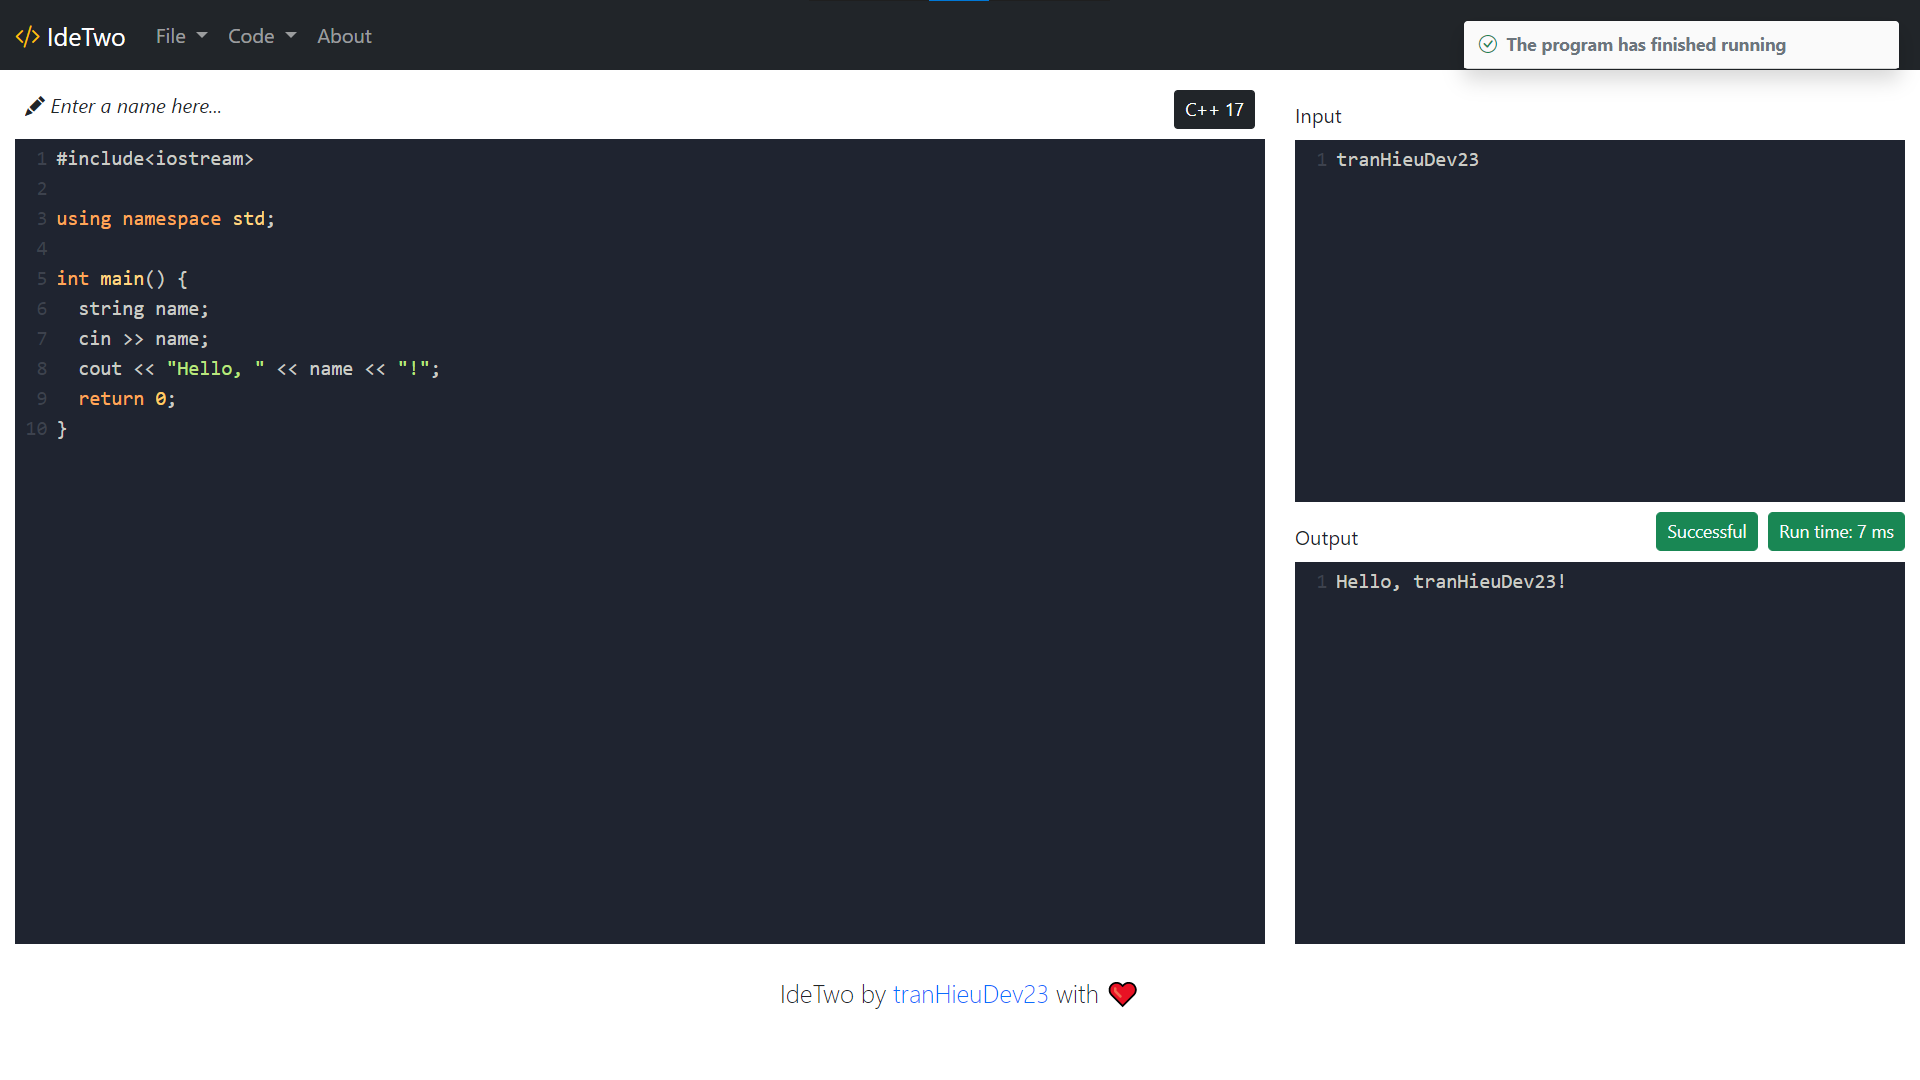 </> IdeTwo File Code About
The program has finished running
Enter a name here...
C++ 17
1 #include<iostream>
2
3 using namespace std;
4
5 int main() {
6   string name;
7   cin >> name;
8   cout << "Hello, " << name << "!";
9   return 0;
10 }
Input
1 tranHieuDev23
Output
Successful
Run time: 7 ms
1 Hello, tranHieuDev23!
IdeTwo by tranHieuDev23 with ❤